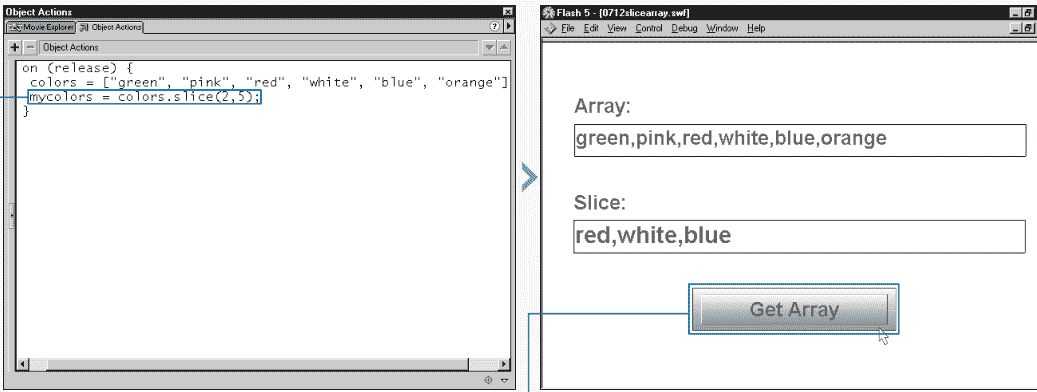 Object Actions
Movie Explorer Object Actions ?
+ − Object Actions
on (release) {
colors = ["green", "pink", "red", "white", "blue", "orange"]
mycolors = colors.slice(2,5);
}
Flash 5 - [0712slicearray.swf]
File Edit View Control Debug Window Help
Array:
green,pink,red,white,blue,orange
Slice:
red,white,blue
Get Array